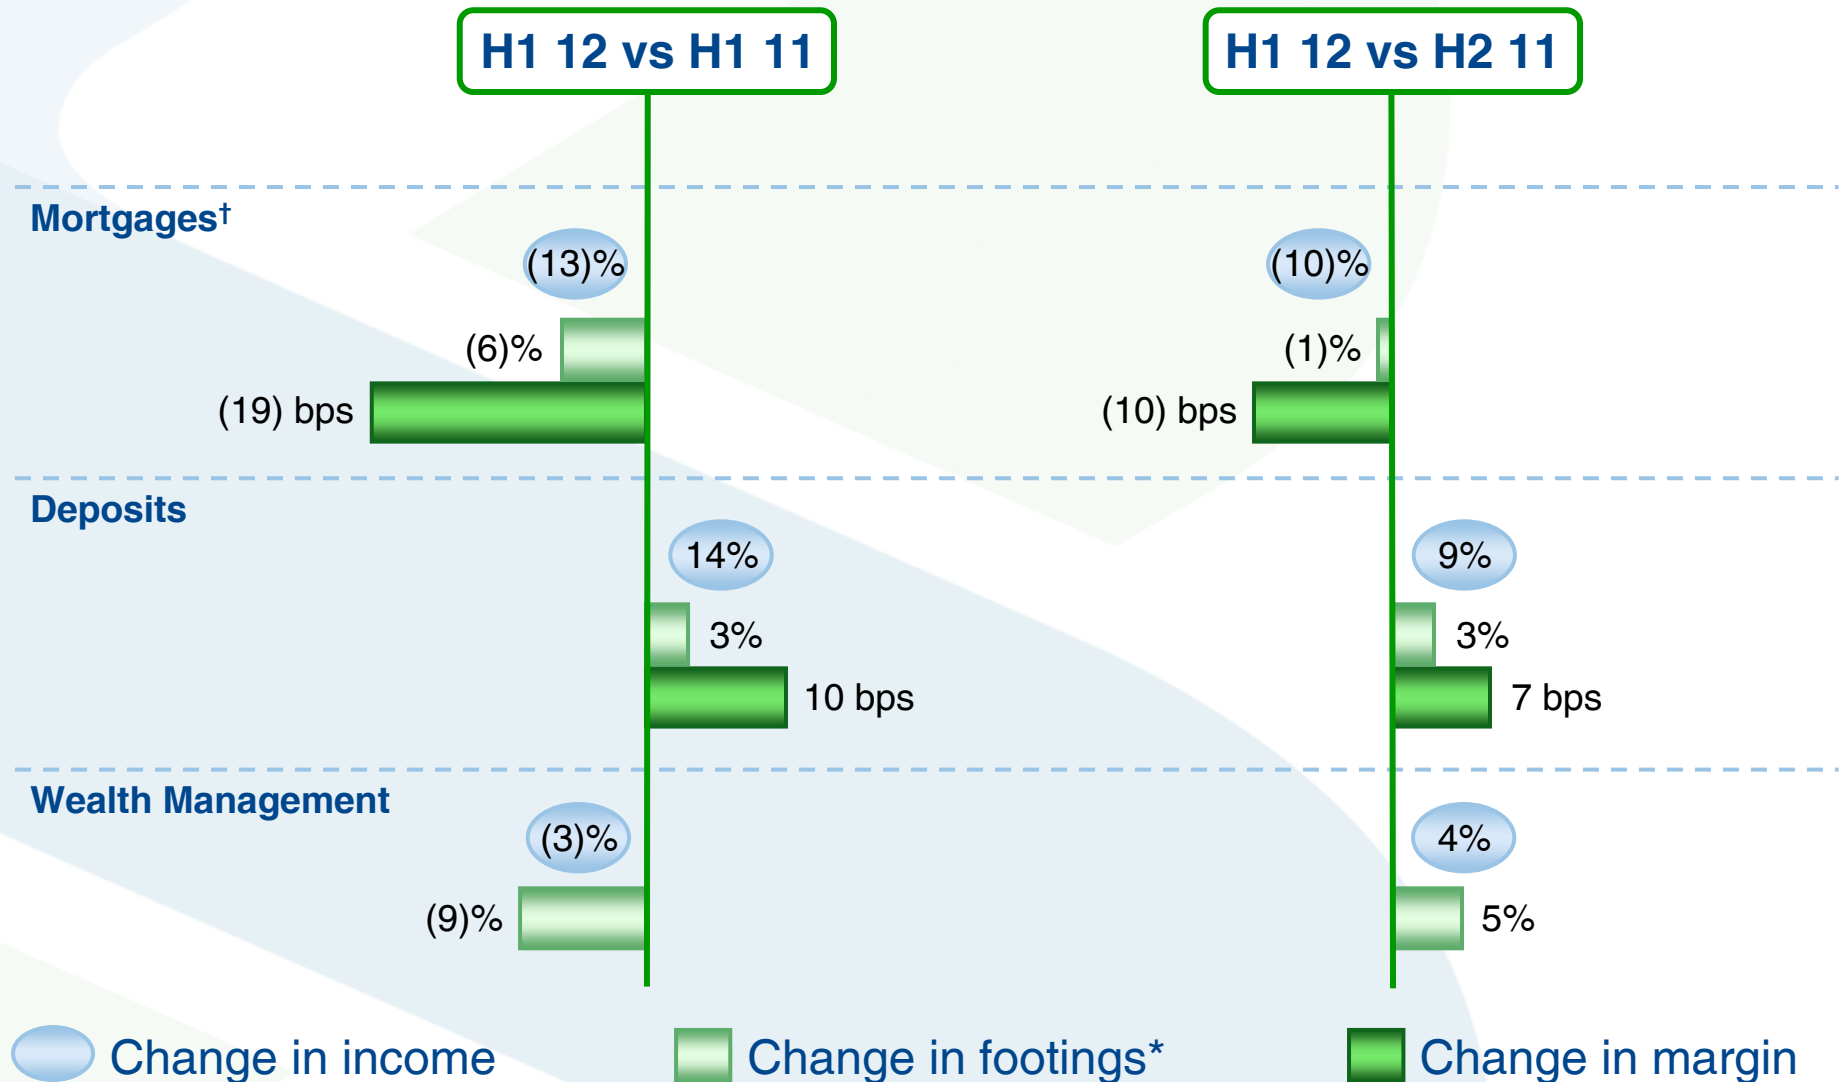 H1 12 vs H1 11
H1 12 vs H2 11
Mortgages†
(13)%
(10)%
(6)%
(1)%
(19) bps
(10) bps
Deposits
14%
9%
3%
3%
10 bps
7 bps
Wealth Management
(3)%
4%
(9)%
5%
Change in income
Change in footings*
Change in margin